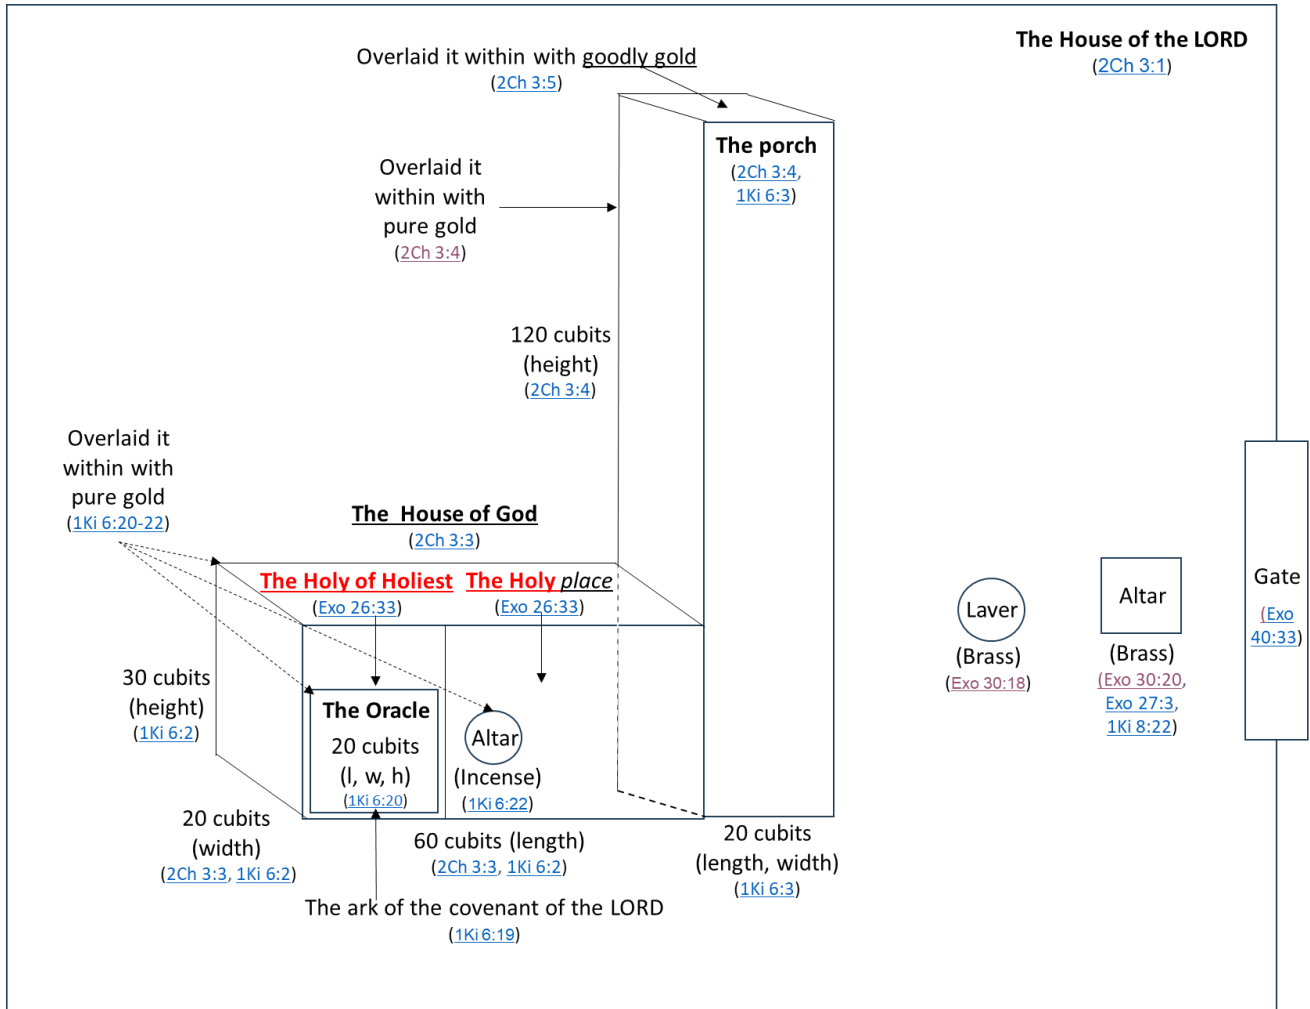 The House of the LORD
(2Ch 3:1)
Overlaid it within with goodly gold
(2Ch 3:5)
The porch
(2Ch 3:4,
1Ki 6:3)
Overlaid it
within with
pure gold
(2Ch 3:4)
120 cubits
(height)
(2Ch 3:4)
Overlaid it
within with
pure gold
(1Ki 6:20-22)
The House of God
(2Ch 3:3)
The Holy of Holiest
(Exo 26:33)
The Holy place
(Exo 26:33)
30 cubits
(height)
(1Ki 6:2)
The Oracle
20 cubits
(l, w, h)
(1Ki 6:20)
Altar
(Incense)
(1Ki 6:22)
20 cubits
(width)
(2Ch 3:3, 1Ki 6:2)
60 cubits (length)
(2Ch 3:3, 1Ki 6:2)
20 cubits
(length, width)
(1Ki 6:3)
The ark of the covenant of the LORD
(1Ki 6:19)
Laver
(Brass)
(Exo 30:18)
Altar
(Brass)
(Exo 30:20,
Exo 27:3,
1Ki 8:22)
Gate
(Exo
40:33)